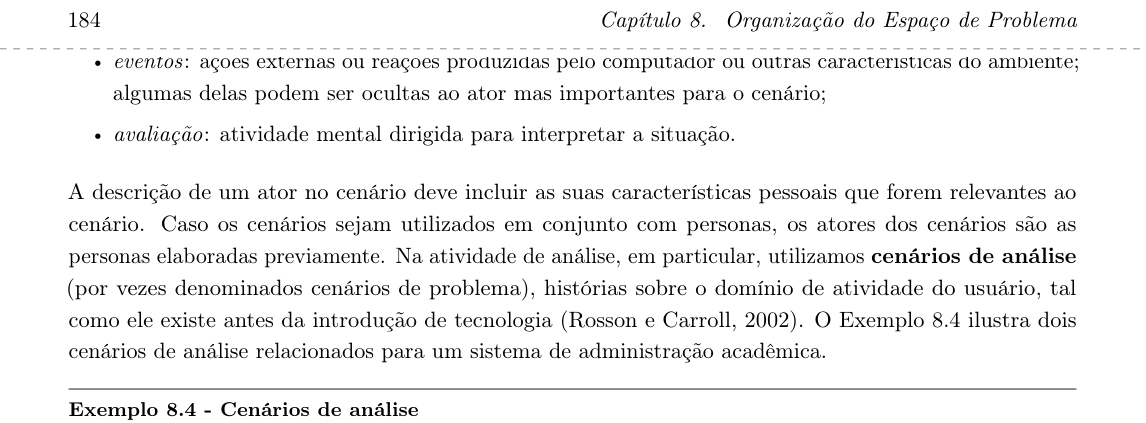 184 Capítulo 8. Organização do Espaço de Problema
• eventos: ações externas ou reações produzidas pelo computador ou outras características do ambiente;
algumas delas podem ser ocultas ao ator mas importantes para o cenário;
• avaliação: atividade mental dirigida para interpretar a situação.
A descrição de um ator no cenário deve incluir as suas características pessoais que forem relevantes ao
cenário. Caso os cenários sejam utilizados em conjunto com personas, os atores dos cenários são as
personas elaboradas previamente. Na atividade de análise, em particular, utilizamos cenários de análise
(por vezes denominados cenários de problema), histórias sobre o domínio de atividade do usuário, tal
como ele existe antes da introdução de tecnologia (Rosson e Carroll, 2002). O Exemplo 8.4 ilustra dois
cenários de análise relacionados para um sistema de administração acadêmica.
Exemplo 8.4 - Cenários de análise